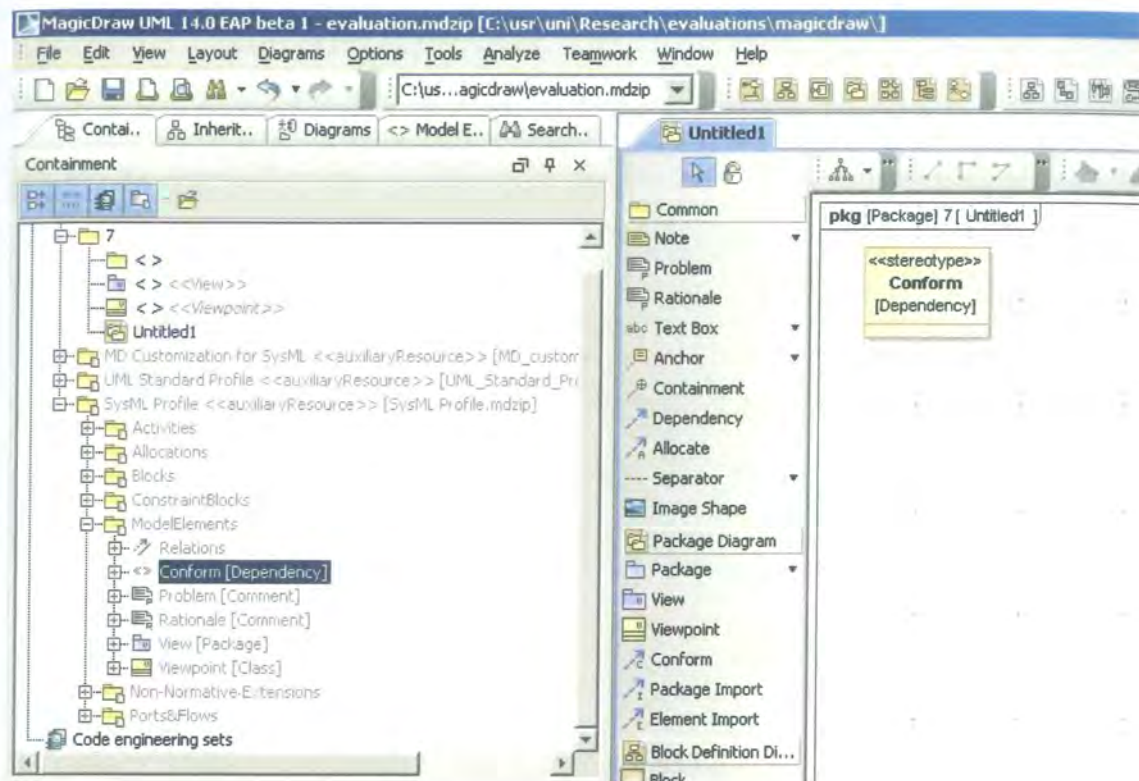 MagicDraw UML 14.0 EAP beta 1 - evaluation.mdzip [C:\usr\uni\Research\evaluations\magicdraw\]
File Edit View Layout Diagrams Options Tools Analyze Teamwork Window Help
C:\us...agicdraw\evaluation.mdzip
Contai.. Inherit.. Diagrams <> Model E.. Search..
Containment
7
< >
< > <<View>>
< > <<Viewpoint>>
Untitled1
MD Customization for SysML <<auxiliaryResource>> [MD_custom
UML Standard Profile <<auxiliaryResource>> [UML_Standard_Pr
SysML Profile <<auxiliaryResource>> [SysML Profile.mdzip]
Activities
Allocations
Blocks
ConstraintBlocks
ModelElements
Relations
<> Conform [Dependency]
Problem [Comment]
Rationale [Comment]
View [Package]
Viewpoint [Class]
Non-Normative-Extensions
Ports&Flows
Code engineering sets
Untitled1
Common
Note
Problem
Rationale
abc Text Box
Anchor
Containment
Dependency
Allocate
Separator
Image Shape
Package Diagram
Package
View
Viewpoint
Conform
Package Import
Element Import
Block Definition Di...
Block
pkg [Package] 7 [ Untitled1 ]
<<stereotype>>
Conform
[Dependency]